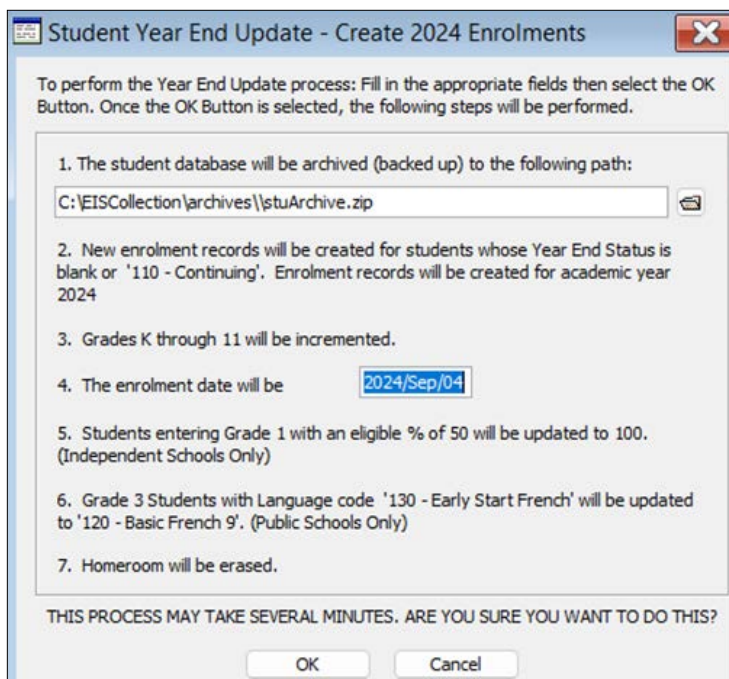 Student Year End Update - Create 2024 Enrolments
To perform the Year End Update process: Fill in the appropriate fields then select the OK
Button. Once the OK Button is selected, the following steps will be performed.
1. The student database will be archived (backed up) to the following path:
C:\EISCollection\archives\\stuArchive.zip
2. New enrolment records will be created for students whose Year End Status is
blank or '110 - Continuing'. Enrolment records will be created for academic year
2024
3. Grades K through 11 will be incremented.
4. The enrolment date will be 2024/Sep/04
5. Students entering Grade 1 with an eligible % of 50 will be updated to 100.
(Independent Schools Only)
6. Grade 3 Students with Language code '130 - Early Start French' will be updated
to '120 - Basic French 9'. (Public Schools Only)
7. Homeroom will be erased.
THIS PROCESS MAY TAKE SEVERAL MINUTES. ARE YOU SURE YOU WANT TO DO THIS?
OK Cancel